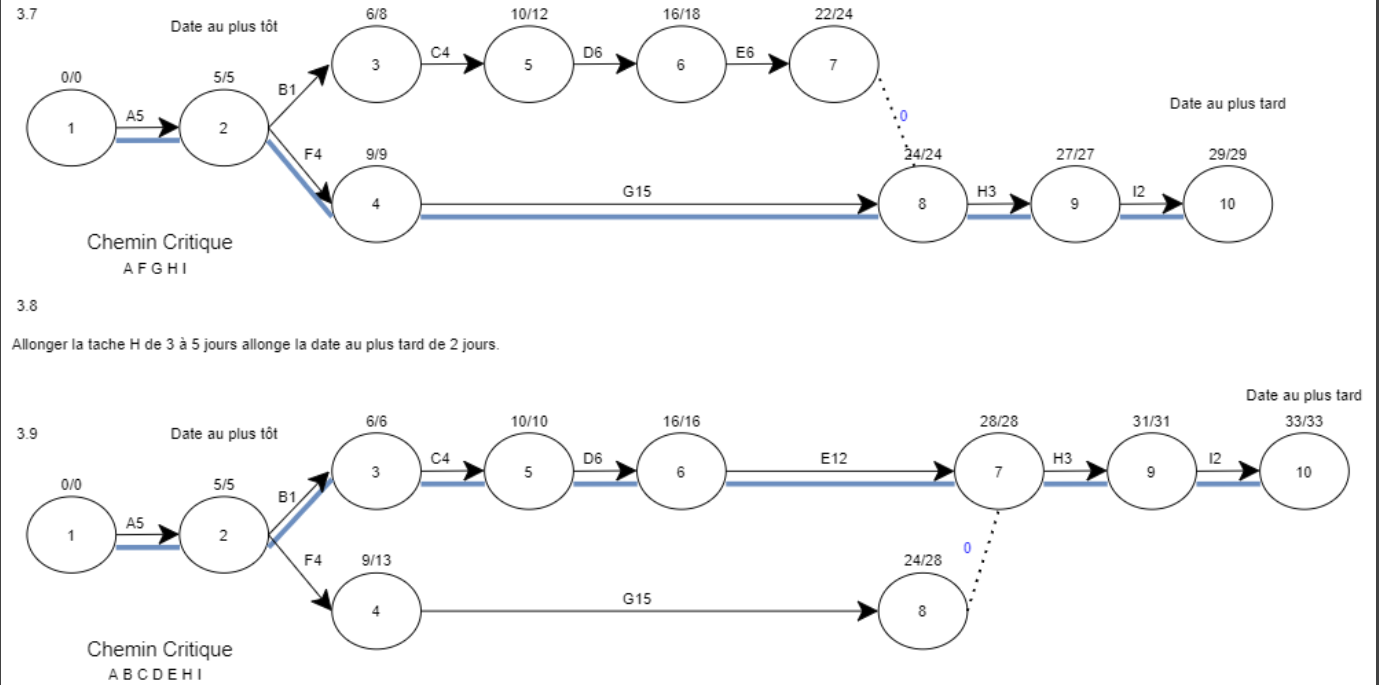 3.7
Date au plus tôt
6/8
10/12
16/18
22/24
3
C4
5
D6
6
E6
7
0/0
5/5
B1
1
A5
2
0
Date au plus tard
F4
9/9
24/24
27/27
29/29
4
G15
8
H3
9
I2
10
Chemin Critique
A F G H I
3.8
Allonger la tache H de 3 à 5 jours allonge la date au plus tard de 2 jours.
Date au plus tard
3.9
Date au plus tôt
6/6
10/10
16/16
28/28
31/31
33/33
3
C4
5
D6
6
E12
7
H3
9
I2
10
0/0
5/5
B1
1
A5
2
0
F4
9/13
24/28
4
G15
8
Chemin Critique
A B C D E H I